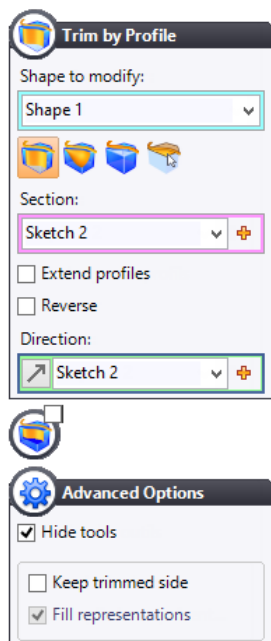 Trim by Profile
Shape to modify:
Shape 1
Section:
Sketch 2
Extend profiles
Reverse
Direction:
Sketch 2
Advanced Options
Hide tools
Keep trimmed side
Fill representations